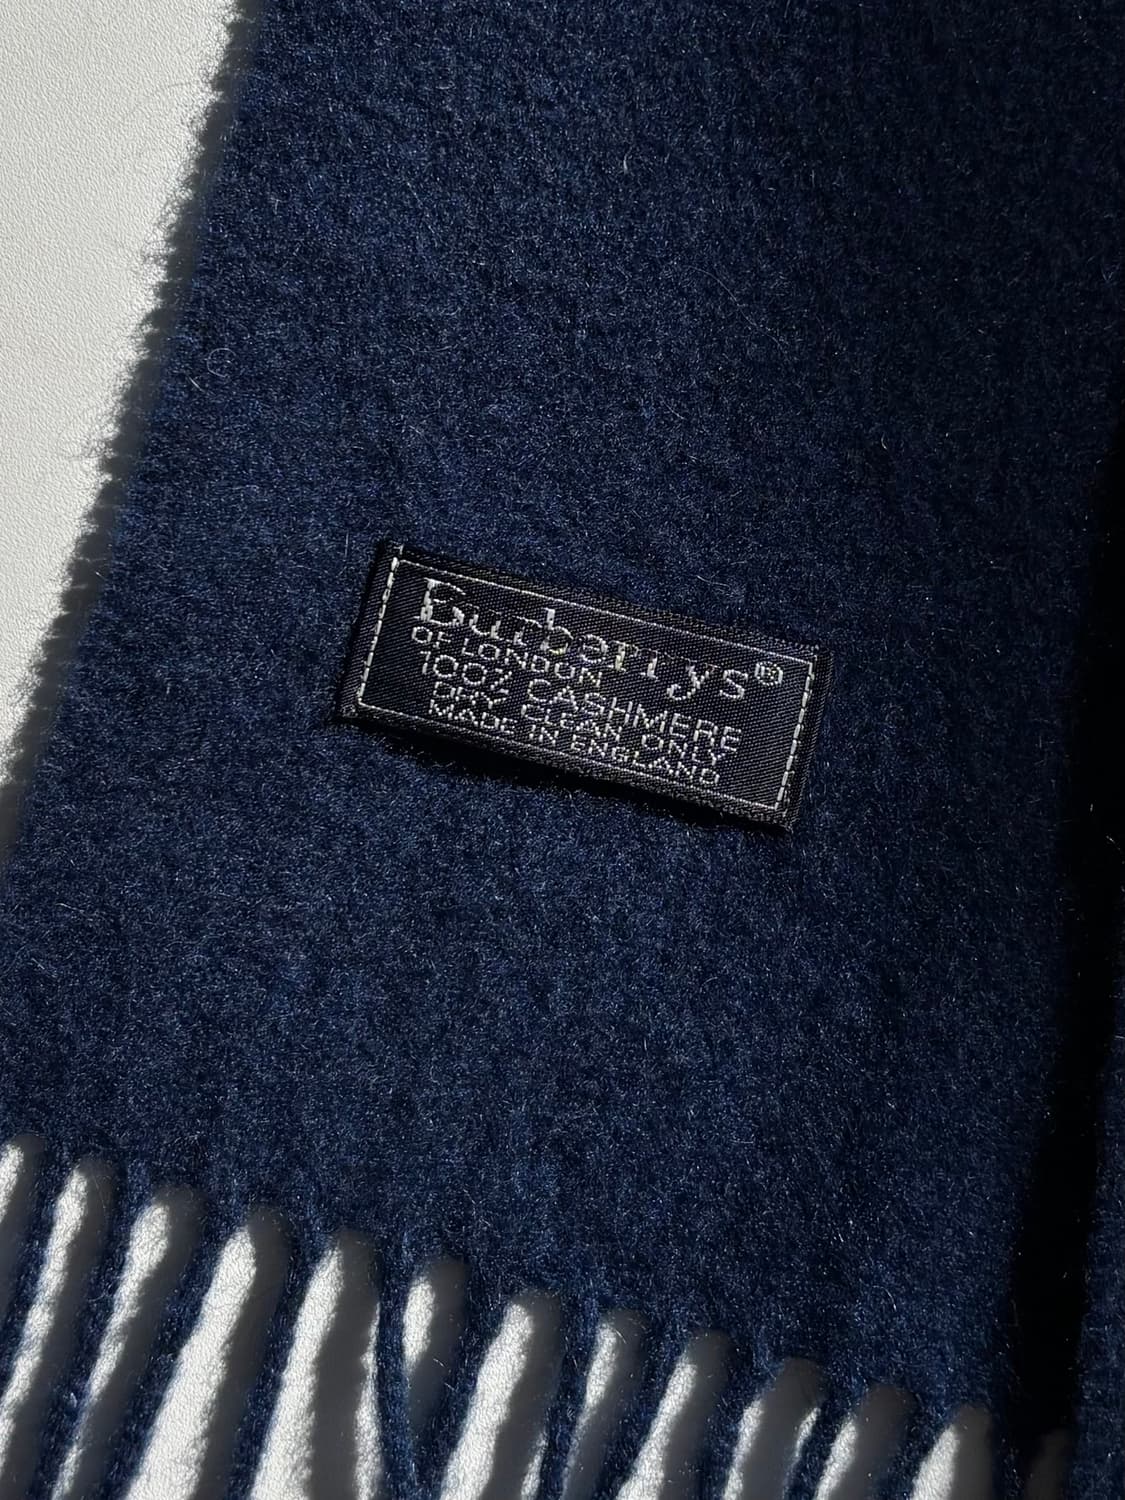 Burberrys®
OF LONDON
100% CASHMERE
DRY CLEAN ONLY
MADE IN ENGLAND